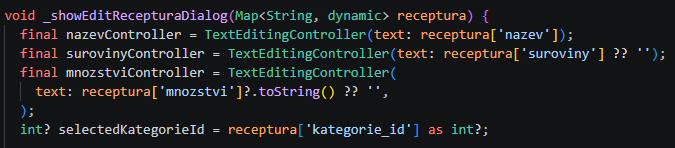 void _showEditRecepturaDialog(Map<String, dynamic> receptura) {
  final nazevController = TextEditingController(text: receptura['nazev']);
  final surovinyController = TextEditingController(text: receptura['suroviny'] ?? '');
  final mnozstviController = TextEditingController(
    text: receptura['mnozstvi']?.toString() ?? '',
  );
  int? selectedKategorieId = receptura['kategorie_id'] as int?;